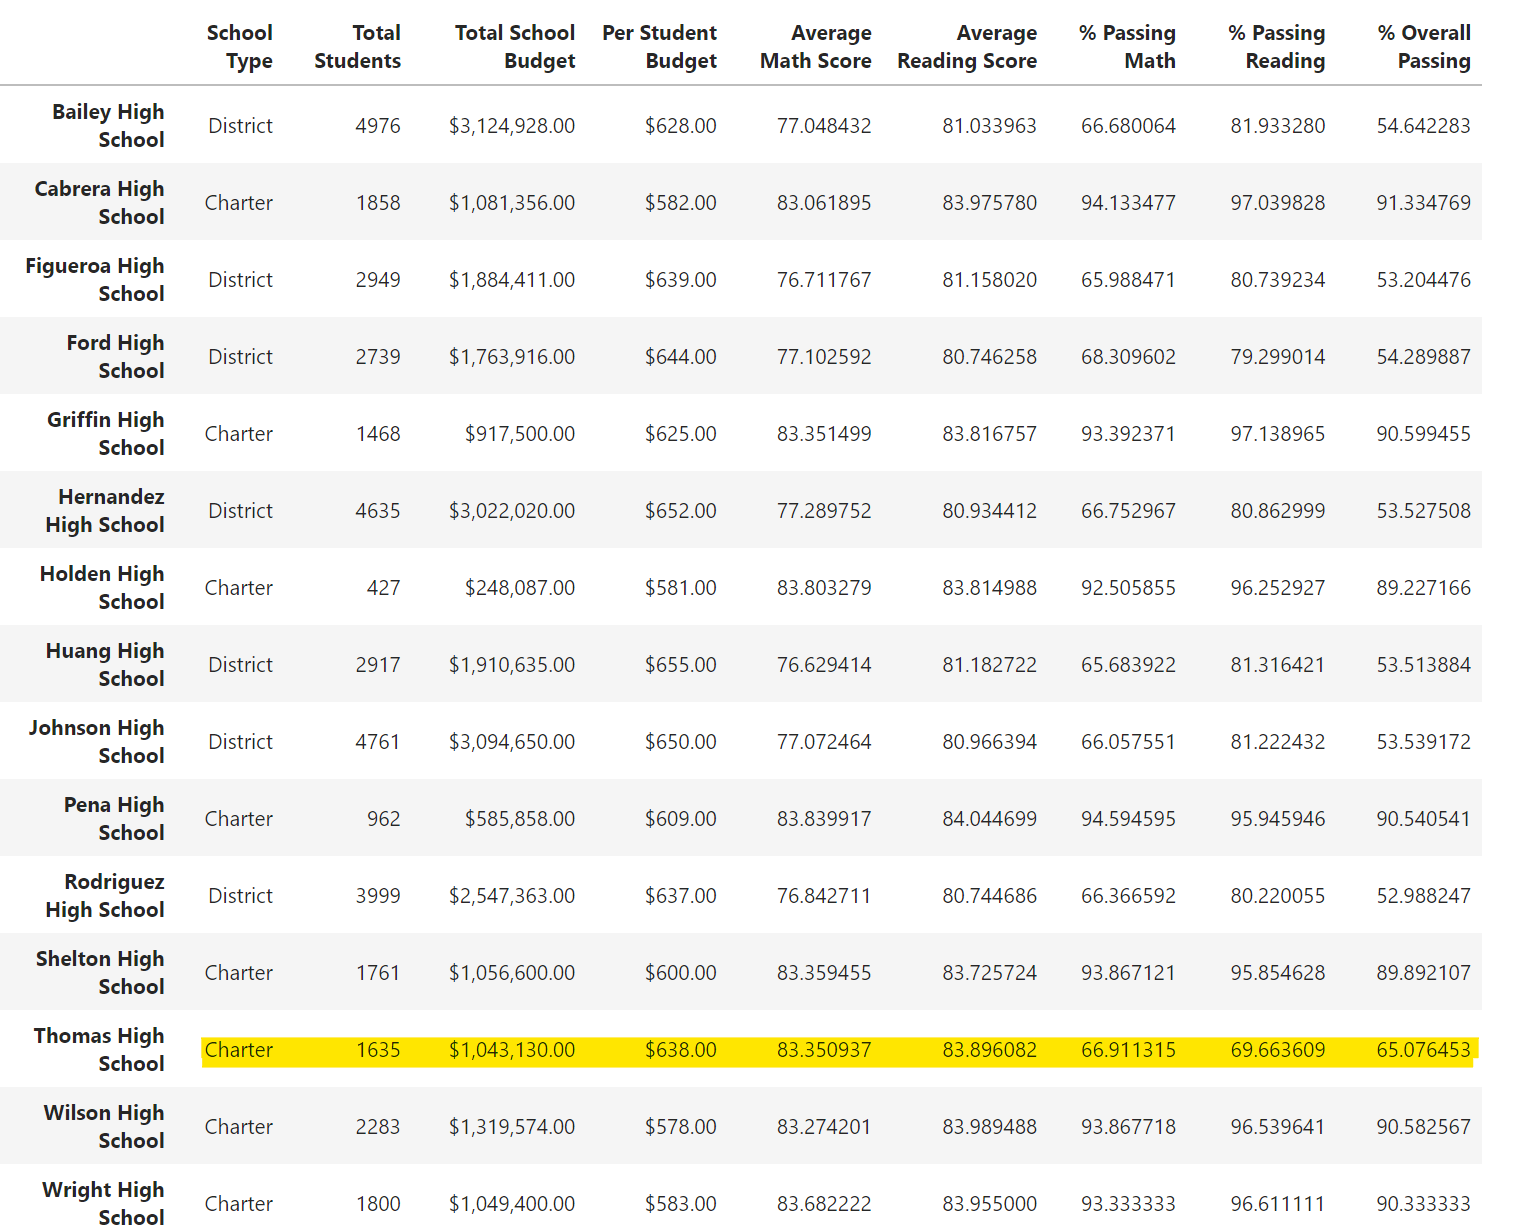 School Type Total Students Total School Budget Per Student Budget Average Math Score Average Reading Score % Passing Math % Passing Reading % Overall Passing
Bailey High School District 4976 $3,124,928.00 $628.00 77.048432 81.033963 66.680064 81.933280 54.642283
Cabrera High School Charter 1858 $1,081,356.00 $582.00 83.061895 83.975780 94.133477 97.039828 91.334769
Figueroa High School District 2949 $1,884,411.00 $639.00 76.711767 81.158020 65.988471 80.739234 53.204476
Ford High School District 2739 $1,763,916.00 $644.00 77.102592 80.746258 68.309602 79.299014 54.289887
Griffin High School Charter 1468 $917,500.00 $625.00 83.351499 83.816757 93.392371 97.138965 90.599455
Hernandez High School District 4635 $3,022,020.00 $652.00 77.289752 80.934412 66.752967 80.862999 53.527508
Holden High School Charter 427 $248,087.00 $581.00 83.803279 83.814988 92.505855 96.252927 89.227166
Huang High School District 2917 $1,910,635.00 $655.00 76.629414 81.182722 65.683922 81.316421 53.513884
Johnson High School District 4761 $3,094,650.00 $650.00 77.072464 80.966394 66.057551 81.222432 53.539172
Pena High School Charter 962 $585,858.00 $609.00 83.839917 84.044699 94.594595 95.945946 90.540541
Rodriguez High School District 3999 $2,547,363.00 $637.00 76.842711 80.744686 66.366592 80.220055 52.988247
Shelton High School Charter 1761 $1,056,600.00 $600.00 83.359455 83.725724 93.867121 95.854628 89.892107
Thomas High School Charter 1635 $1,043,130.00 $638.00 83.350937 83.896082 66.911315 69.663609 65.076453
Wilson High School Charter 2283 $1,319,574.00 $578.00 83.274201 83.989488 93.867718 96.539641 90.582567
Wright High School Charter 1800 $1,049,400.00 $583.00 83.682222 83.955000 93.333333 96.611111 90.333333